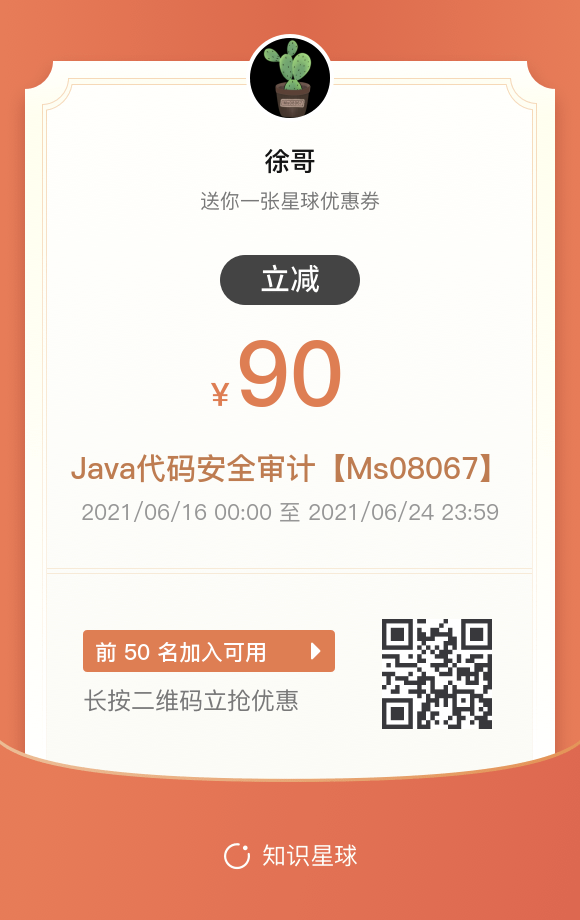 徐哥
送你一张星球优惠券
立减
¥90
Java代码安全审计【Ms08067】
2021/06/16 00:00 至 2021/06/24 23:59
前 50 名加入可用
长按二维码立抢优惠
知识星球